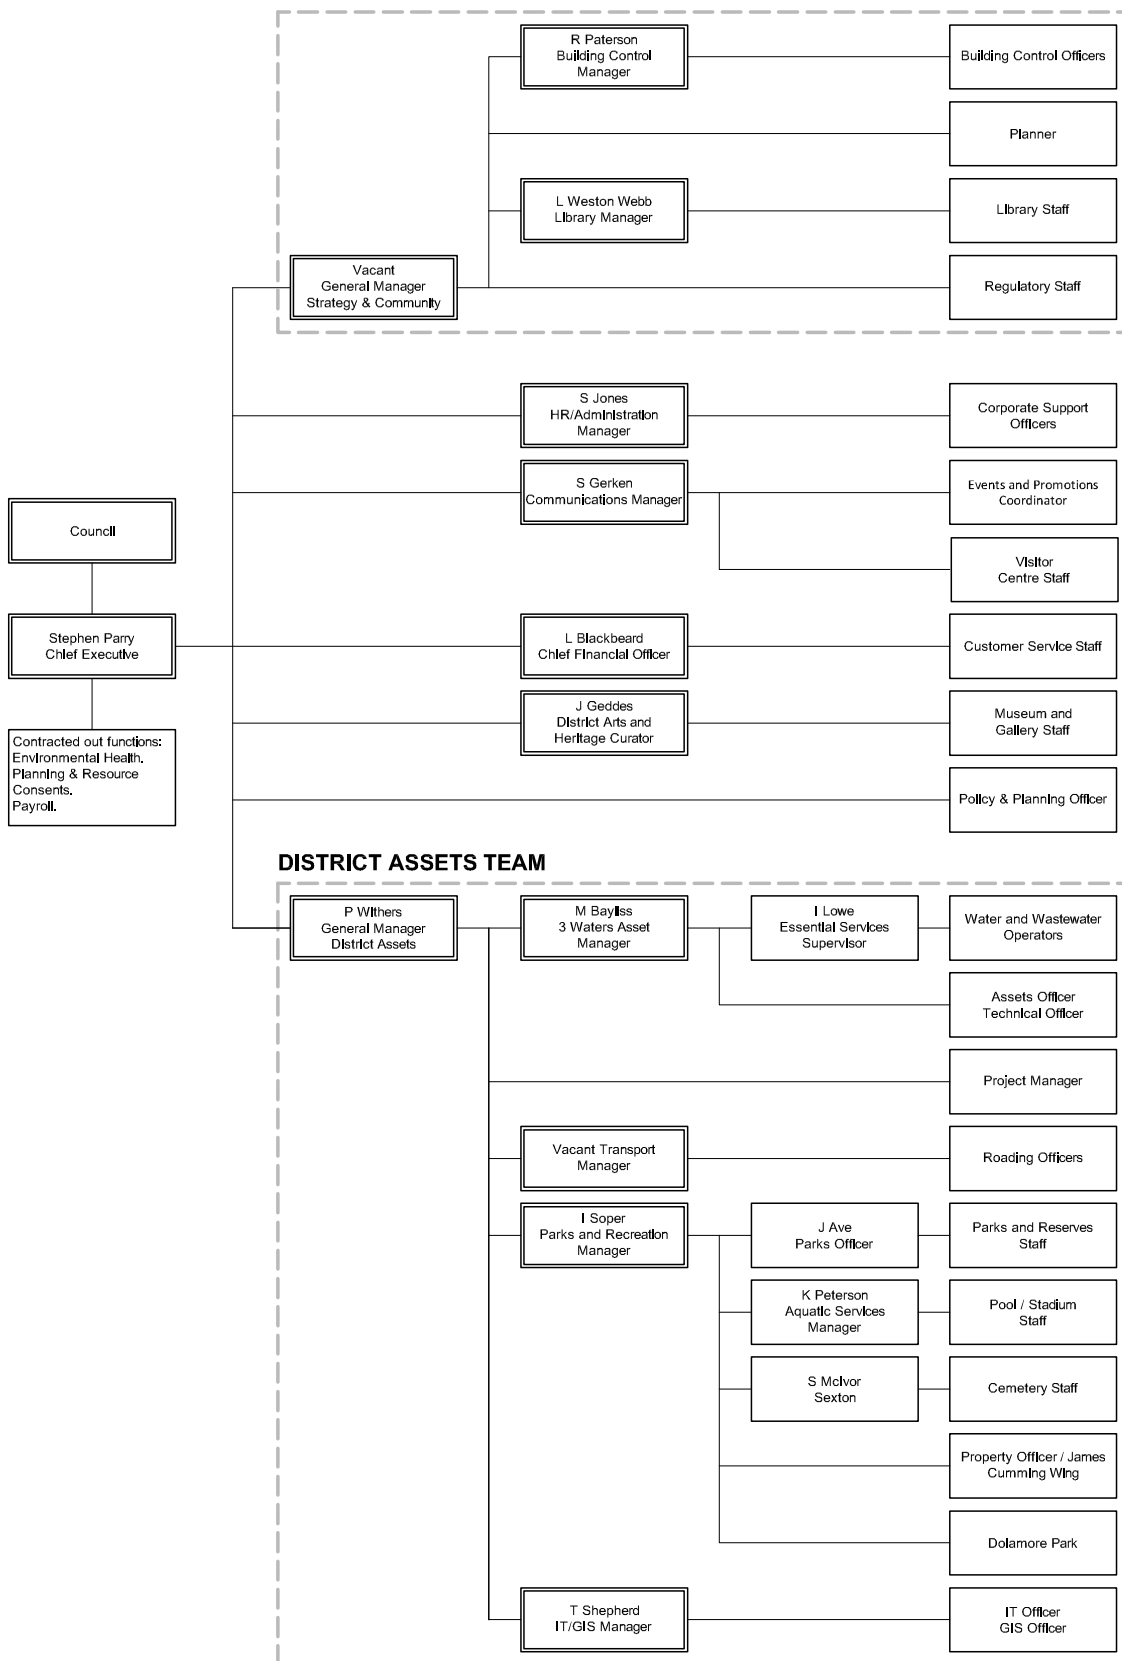 R Paterson
Building Control
Manager
Building Control Officers
Planner
L Weston Webb
Library Manager
Library Staff
Vacant
General Manager
Strategy & Community
Regulatory Staff
S Jones
HR/Administration
Manager
Corporate Support
Officers
S Gerken
Communications Manager
Events and Promotions
Coordinator
Visitor
Centre Staff
Council
Stephen Parry
Chief Executive
L Blackbeard
Chief Financial Officer
Customer Service Staff
J Geddes
District Arts and
Heritage Curator
Museum and
Gallery Staff
Contracted out functions:
Environmental Health.
Planning & Resource
Consents.
Payroll.
Policy & Planning Officer
DISTRICT ASSETS TEAM
P Withers
General Manager
District Assets
M Bayliss
3 Waters Asset
Manager
I Lowe
Essential Services
Supervisor
Water and Wastewater
Operators
Assets Officer
Technical Officer
Project Manager
Vacant Transport
Manager
Roading Officers
I Soper
Parks and Recreation
Manager
J Ave
Parks Officer
Parks and Reserves
Staff
K Peterson
Aquatic Services
Manager
Pool / Stadium
Staff
S McIvor
Sexton
Cemetery Staff
Property Officer / James
Cumming Wing
Dolamore Park
T Shepherd
IT/GIS Manager
IT Officer
GIS Officer